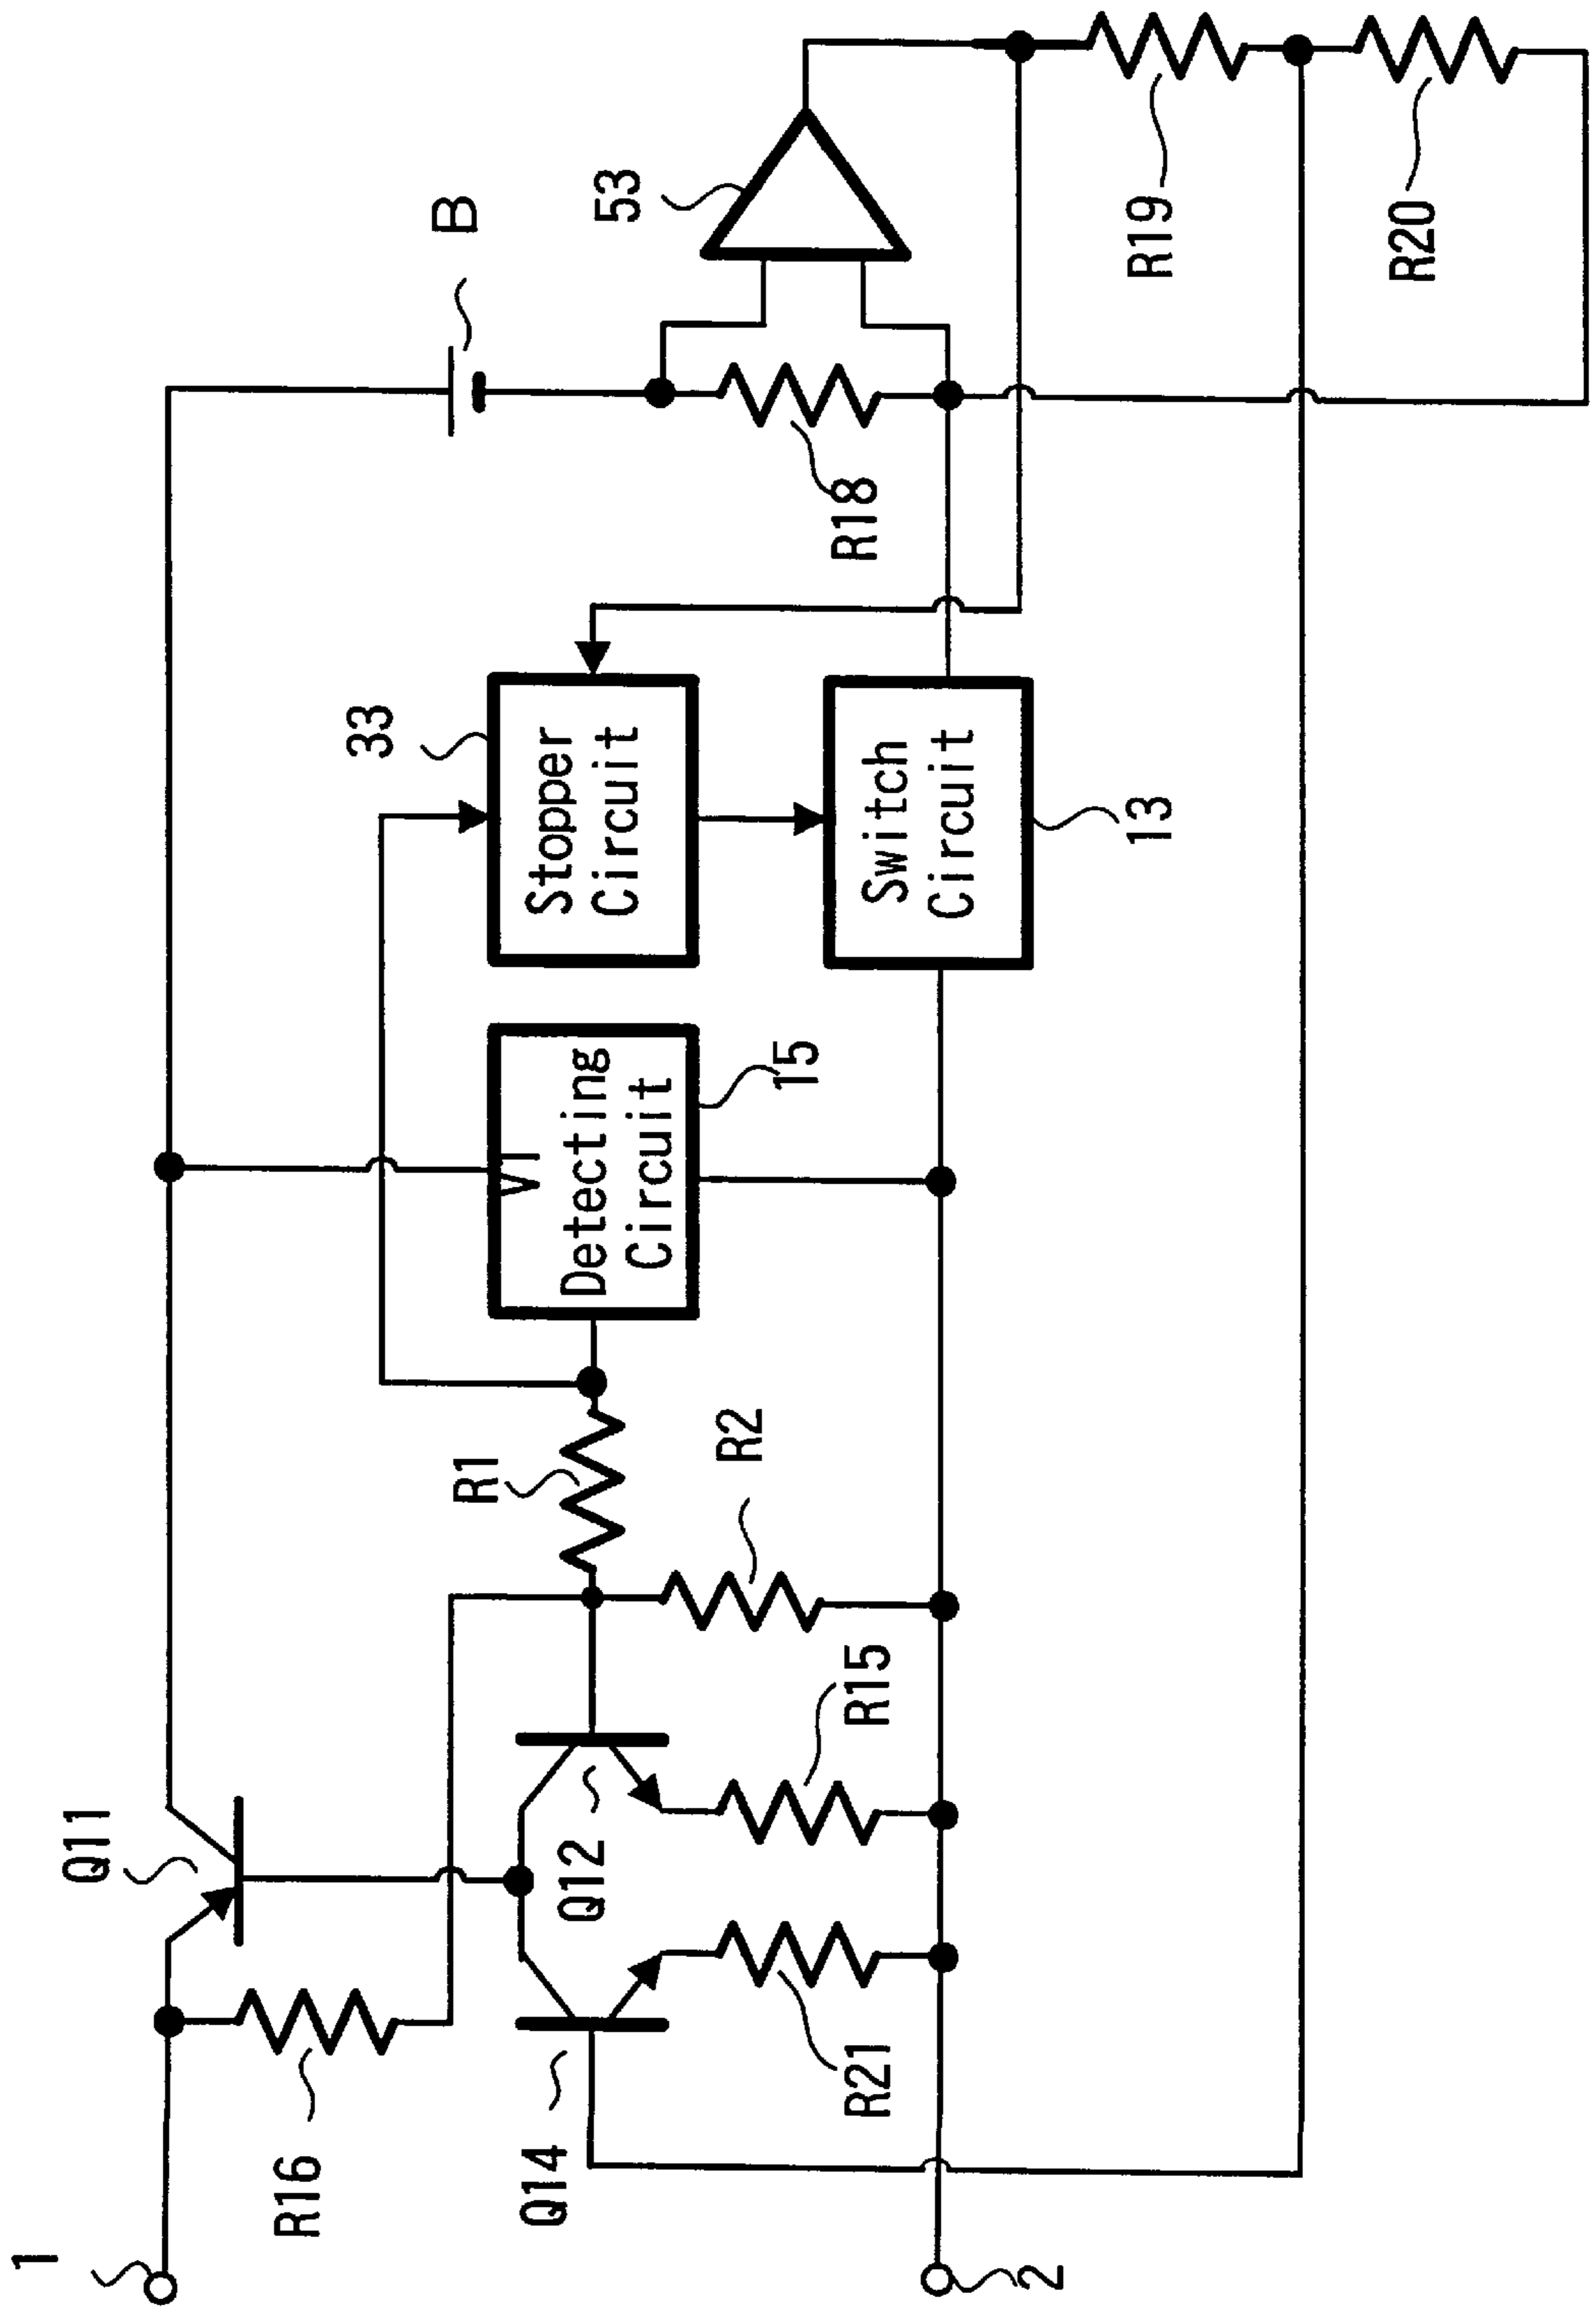 1
R16
Q11
Q14
Q12
R21
R15
R1
R2
VT
Detecting
Circuit
15
33
Stopper
Circuit
Switch
Circuit
13
R18
B
53
R19
R20
2